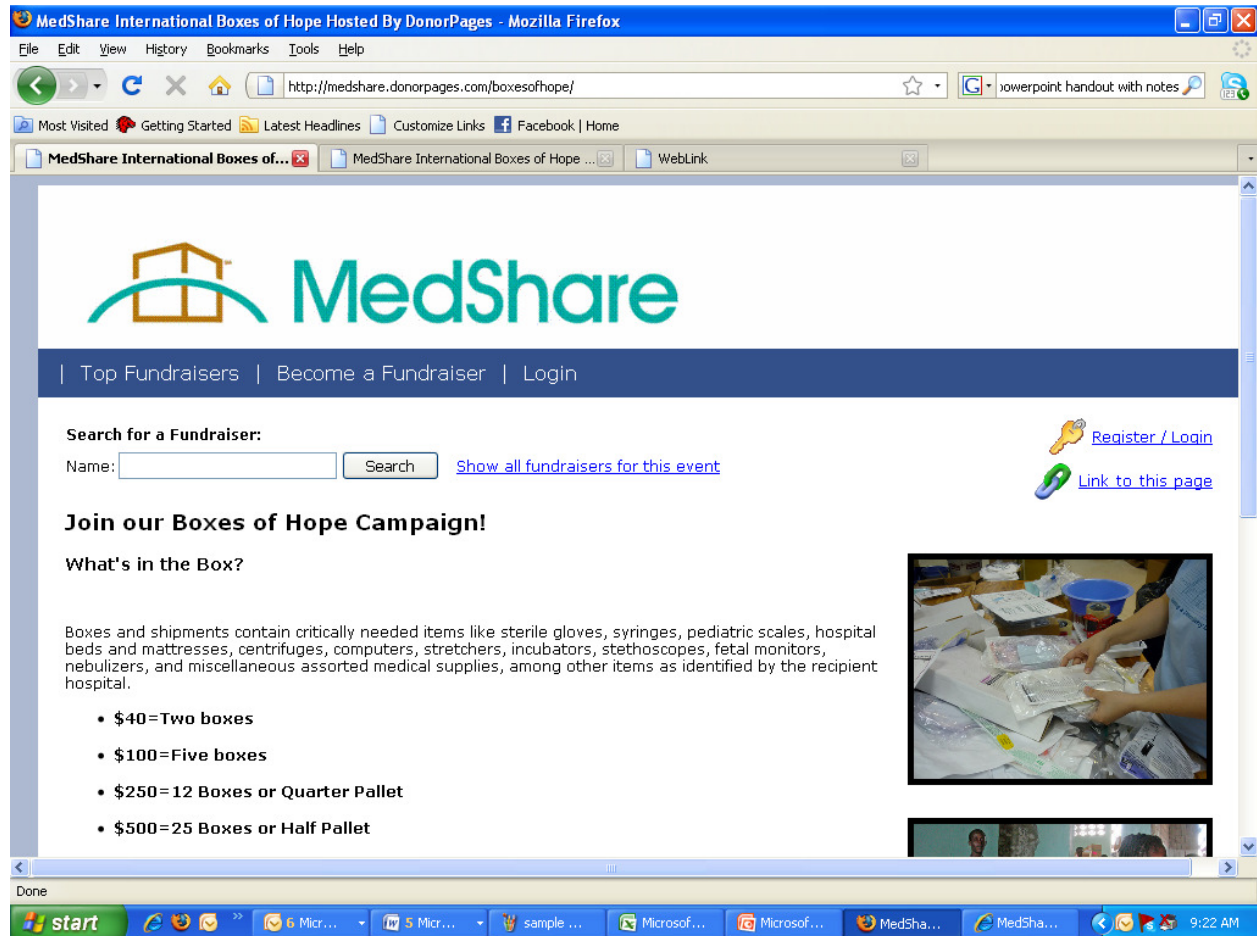 MedShare International Boxes of Hope Hosted By DonorPages - Mozilla Firefox
File Edit View History Bookmarks Tools Help
http://medshare.donorpages.com/boxesofhope/
G powerpoint handout with notes
Most Visited Getting Started Latest Headlines Customize Links Facebook | Home
MedShare International Boxes of... MedShare International Boxes of Hope ... WebLink
MedShare
| Top Fundraisers | Become a Fundraiser | Login
Search for a Fundraiser:
Register / Login
Name: Search Show all fundraisers for this event
Link to this page
Join our Boxes of Hope Campaign!
What's in the Box?
Boxes and shipments contain critically needed items like sterile gloves, syringes, pediatric scales, hospital
beds and mattresses, centrifuges, computers, stretchers, incubators, stethoscopes, fetal monitors,
nebulizers, and miscellaneous assorted medical supplies, among other items as identified by the recipient
hospital.
• $40=Two boxes
• $100=Five boxes
• $250=12 Boxes or Quarter Pallet
• $500=25 Boxes or Half Pallet
Done
start 6 Micr... 5 Micr... sample ... Microsof... Microsof... MedSha... MedSha... 9:22 AM